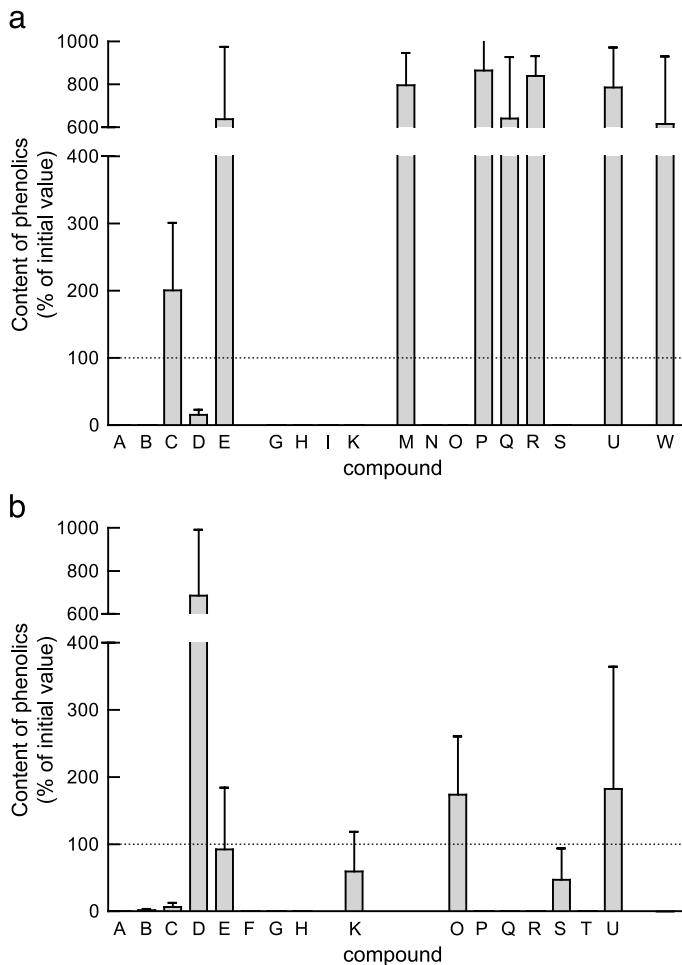 a
1000
800
600
400
300
200
100
0
Content of phenolics
(% of initial value)
A B C D E G H I K M N O P Q R S U W
compound
b
1000
800
600
400
300
200
100
0
Content of phenolics
(% of initial value)
A B C D E F G H K O P Q R S T U
compound